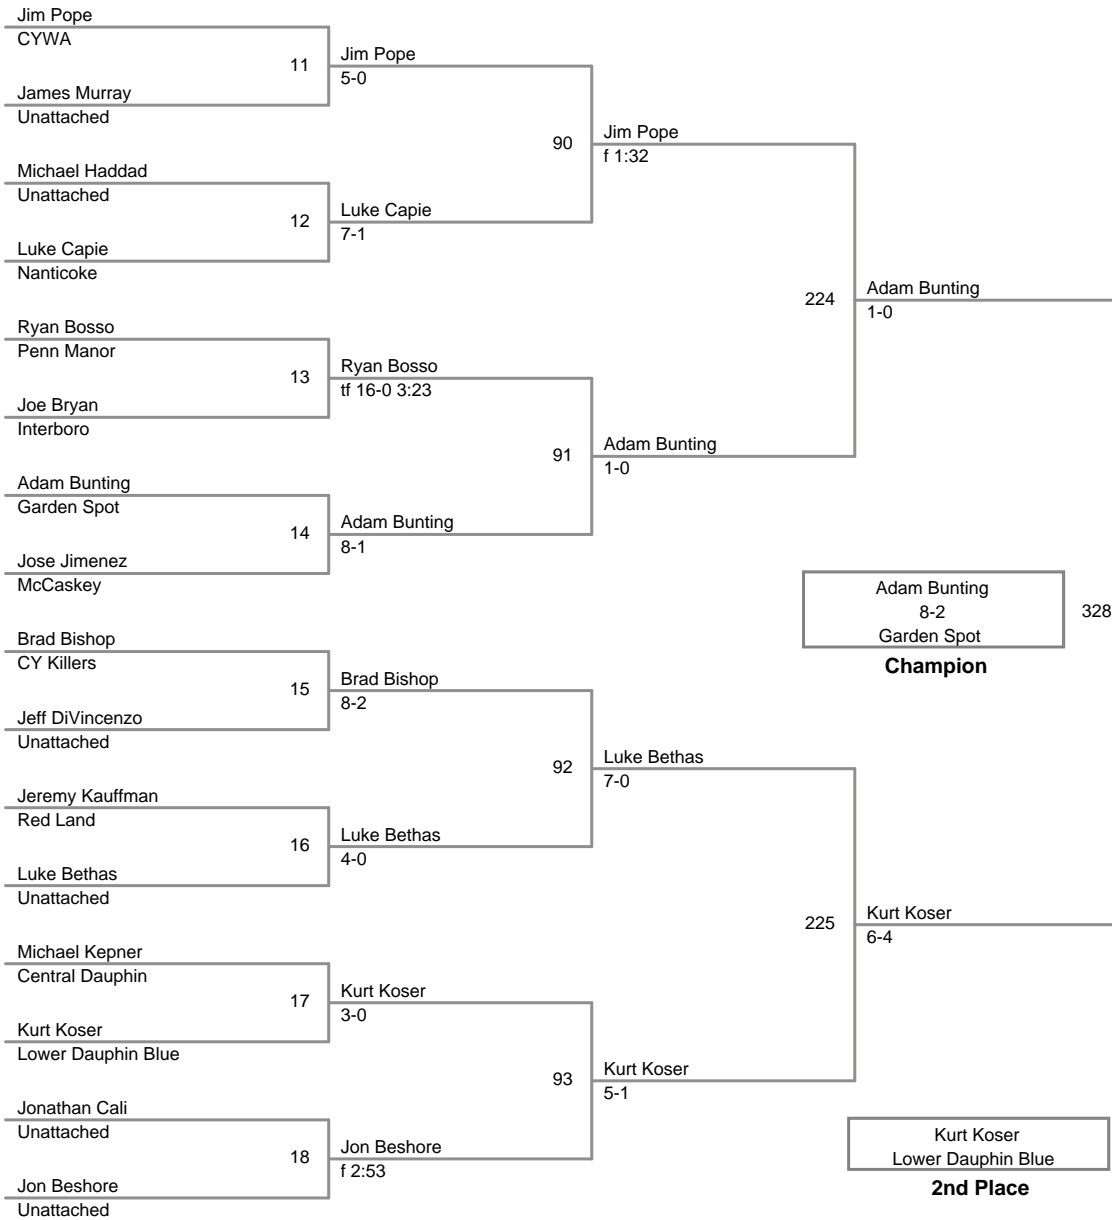 Jim Pope
CYWA
11
Jim Pope
5-0
James Murray
Unattached
90
Jim Pope
f 1:32
Michael Haddad
Unattached
12
Luke Capie
7-1
Luke Capie
Nanticoke
224
Adam Bunting
1-0
Ryan Bosso
Penn Manor
13
Ryan Bosso
tf 16-0 3:23
Joe Bryan
Interboro
91
Adam Bunting
1-0
Adam Bunting
Garden Spot
14
Adam Bunting
8-1
Jose Jimenez
McCaskey
Adam Bunting
8-2
Garden Spot
328
Champion
Brad Bishop
CY Killers
15
Brad Bishop
8-2
Jeff DiVincenzo
Unattached
92
Luke Bethas
7-0
Jeremy Kauffman
Red Land
16
Luke Bethas
4-0
Luke Bethas
Unattached
225
Kurt Koser
6-4
Michael Kepner
Central Dauphin
17
Kurt Koser
3-0
Kurt Koser
Lower Dauphin Blue
93
Kurt Koser
5-1
Jonathan Cali
Unattached
18
Jon Beshore
f 2:53
Jon Beshore
Unattached
Kurt Koser
Lower Dauphin Blue
2nd Place